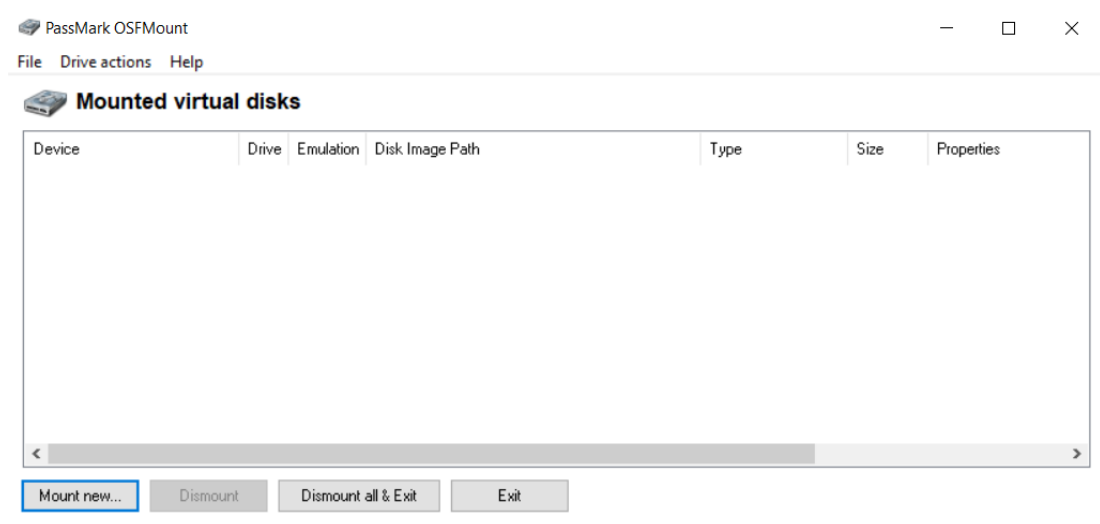 PassMark OSFMount
File Drive actions Help
Mounted virtual disks
Device Drive Emulation Disk Image Path Type Size Properties
Mount new... Dismount Dismount all & Exit Exit